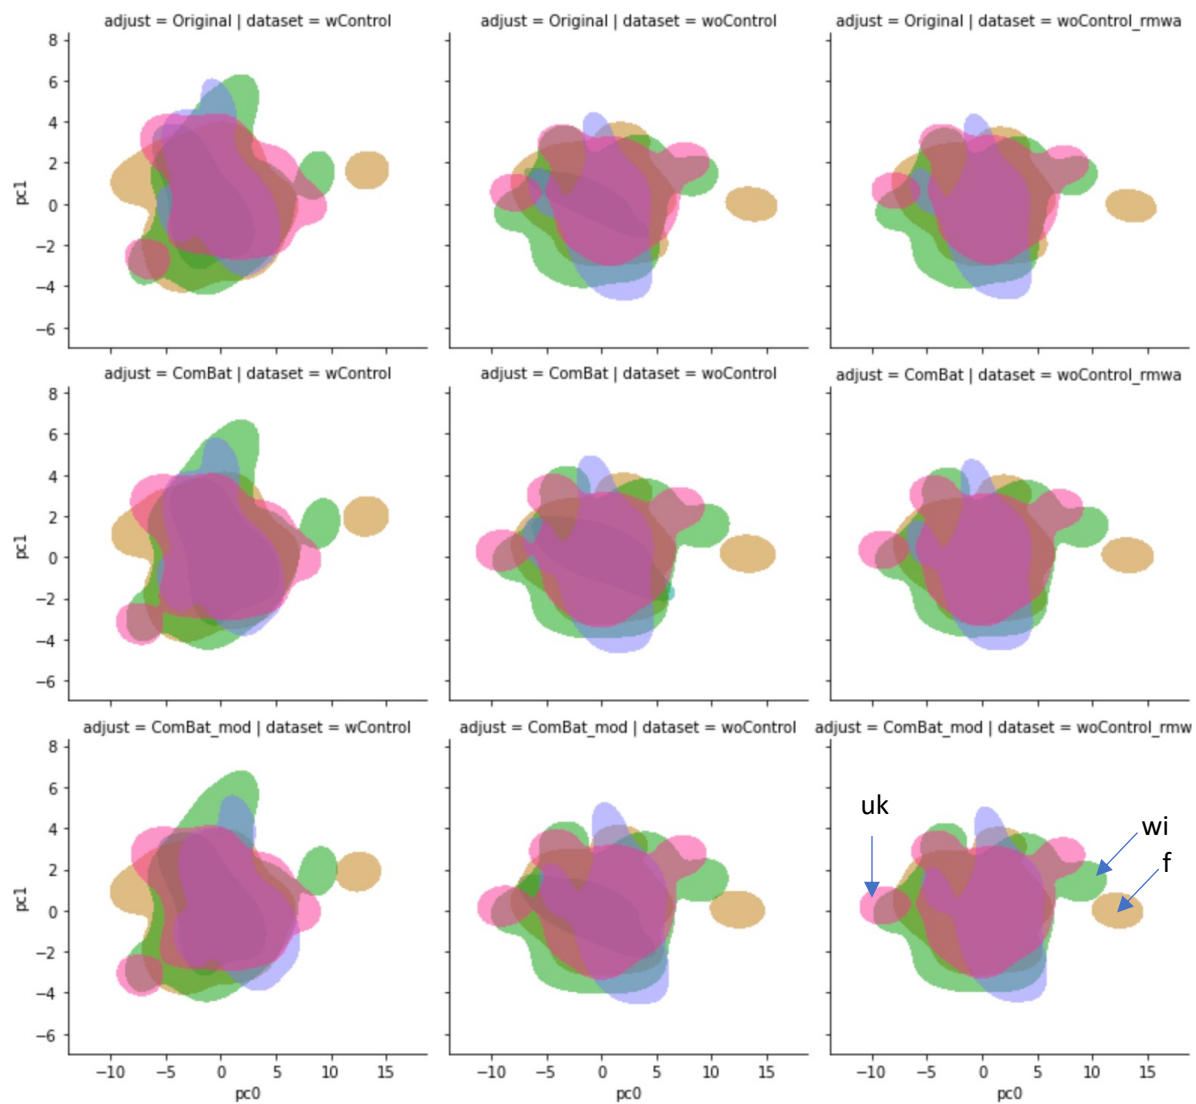 adjust = Original | dataset = wControl
adjust = Original | dataset = woControl
adjust = Original | dataset = woControl_rmwa
8
6
4
2
0
−2
−4
−6
pc1
adjust = ComBat | dataset = wControl
adjust = ComBat | dataset = woControl
adjust = ComBat | dataset = woControl_rmwa
8
6
4
2
0
−2
−4
−6
pc1
adjust = ComBat_mod | dataset = wControl
adjust = ComBat_mod | dataset = woControl
adjust = ComBat_mod | dataset = woControl_rmw
8
6
4
2
0
−2
−4
−6
pc1
uk
wi
f
−10 −5 0 5 10 15
−10 −5 0 5 10 15
−10 −5 0 5 10 15
pc0
pc0
pc0